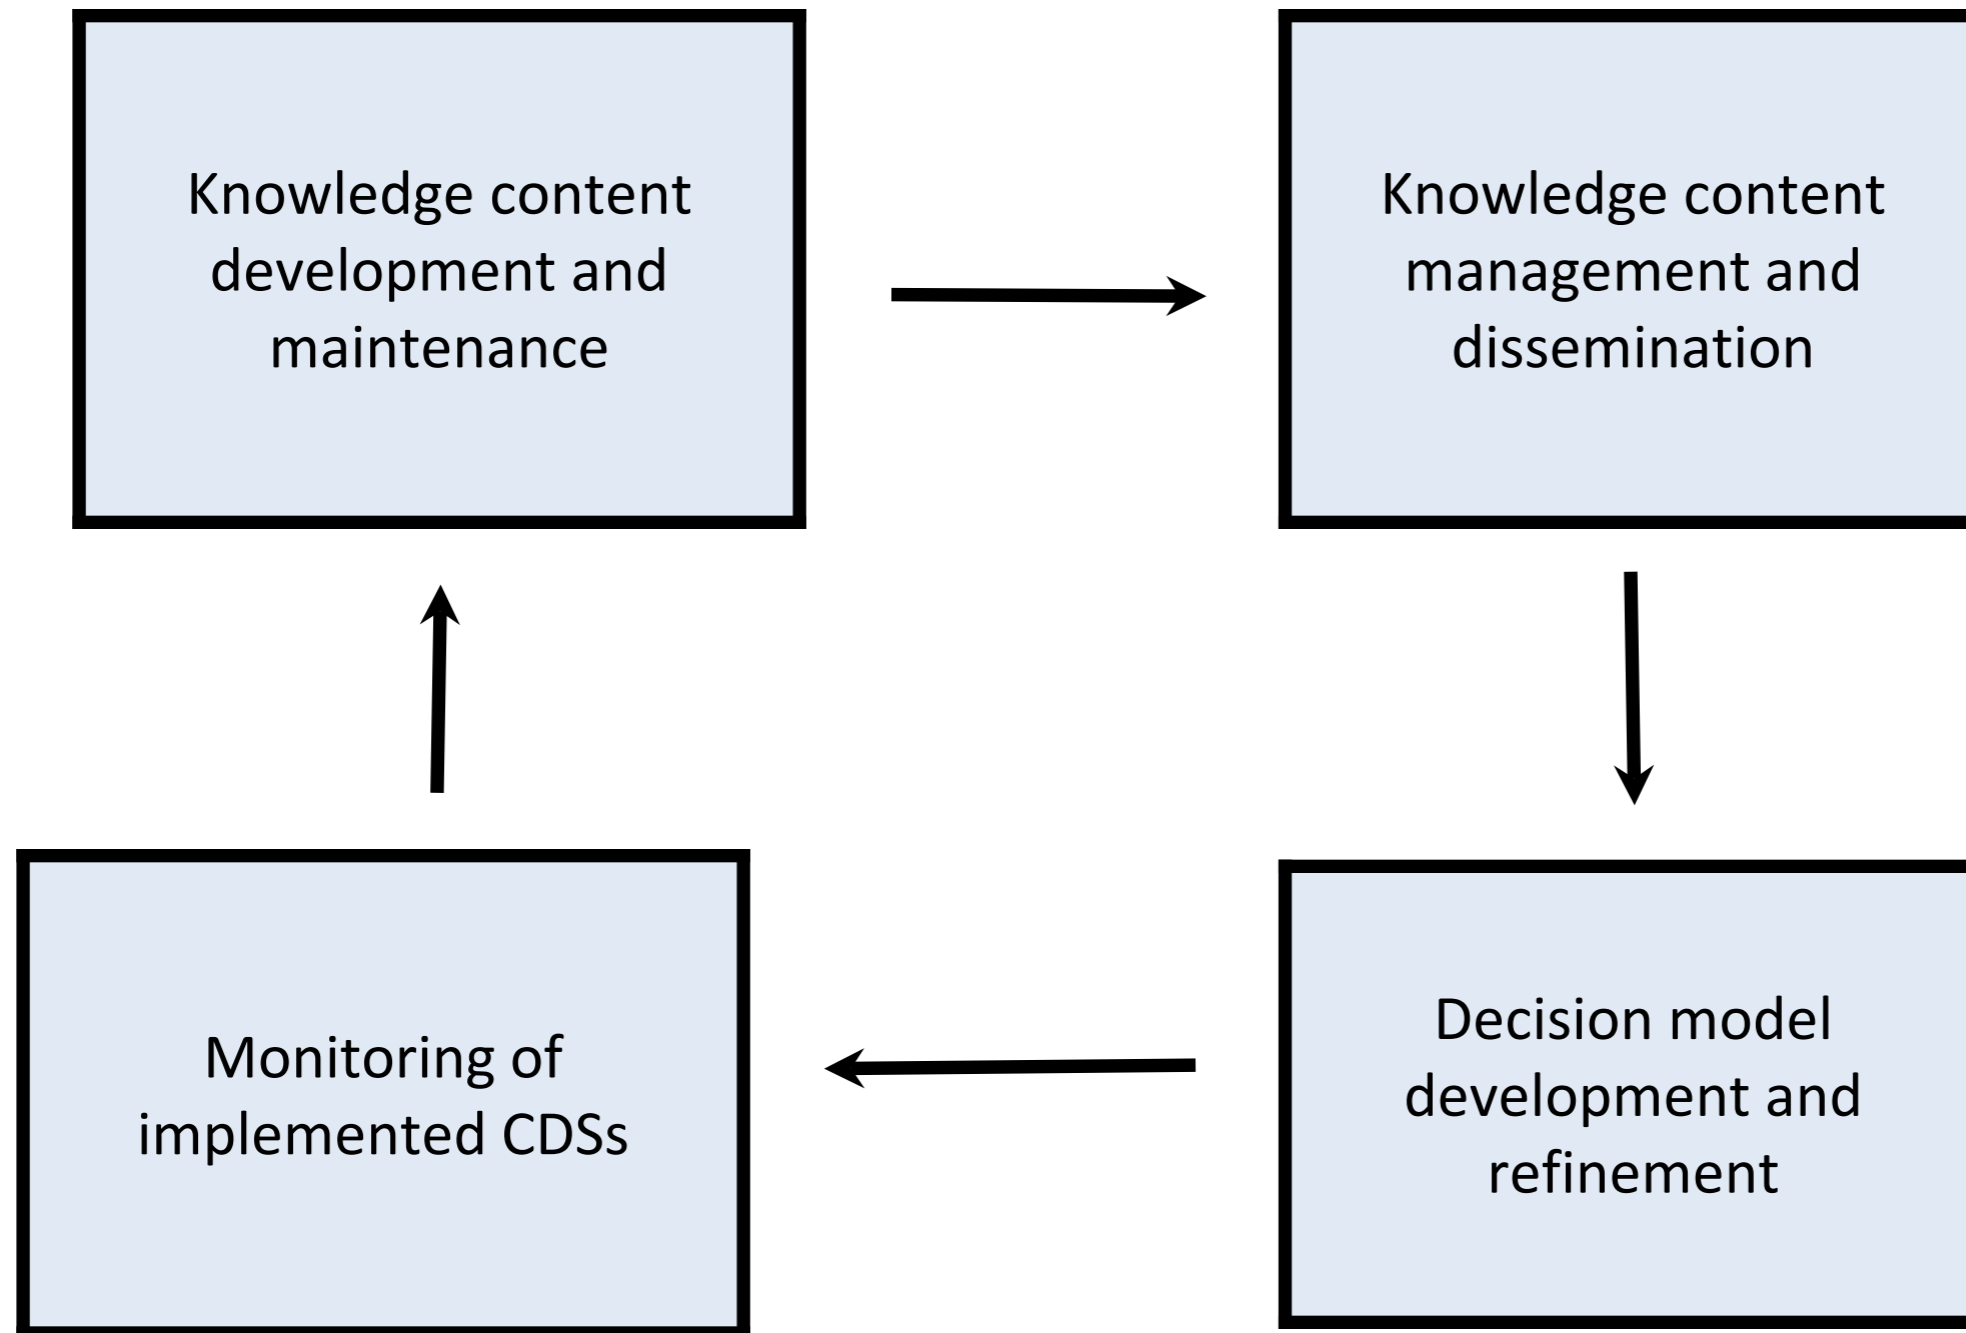 Knowledge content
development and
maintenance
Knowledge content
management and
dissemination
Monitoring of
implemented CDSs
Decision model
development and
refinement